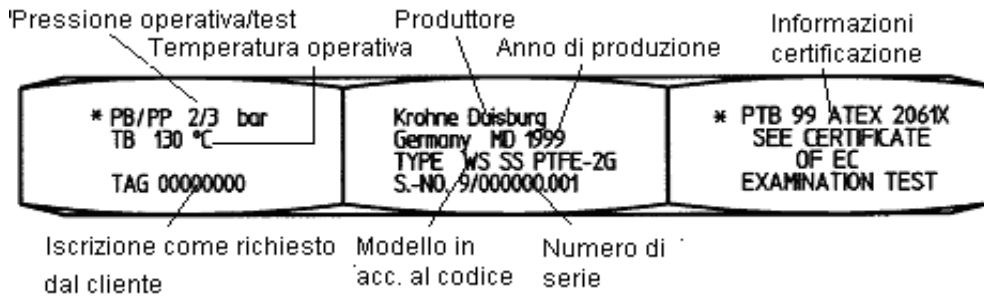 'Pressione operativa/test
Produttore
Informazioni
certificazione
Temperatura operativa
Anno di produzione
* PB/PP 2/3 bar
TB 130 °C
TAG 00000000
Krohne Duisburg
Germany MD 1999
TYPE WS SS PTFE-2G
S.-NO. 9/000000.001
* PTB 99 ATEX 2061X
SEE CERTIFICATE
OF EC
EXAMINATION TEST
Iscrizione come richiesto
dal cliente
Modello in
acc. al codice
Numero di
serie